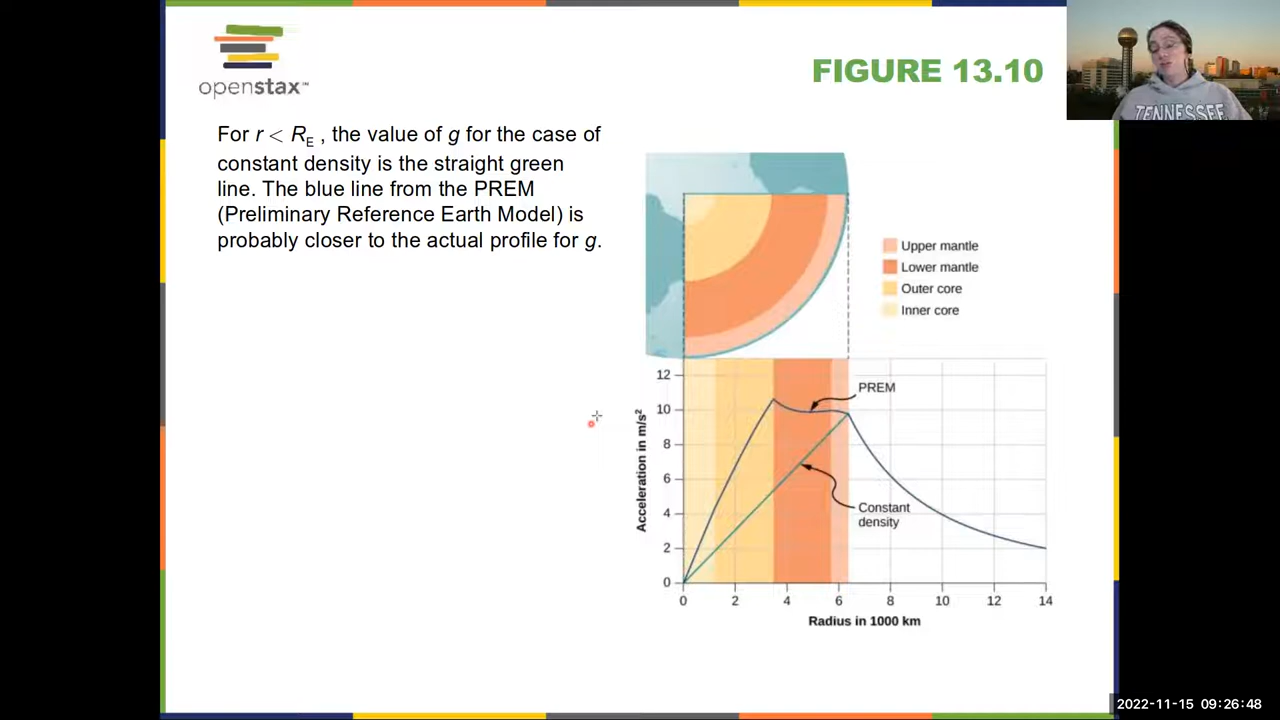 openstax™
FIGURE 13.10
TENNESSEE
For r < RE , the value of g for the case of
constant density is the straight green
line. The blue line from the PREM
(Preliminary Reference Earth Model) is
probably closer to the actual profile for g.
Upper mantle
Lower mantle
Outer core
Inner core
12
10
8
6
4
2
0
Acceleration in m/s²
PREM
Constant
density
0 2 4 6 8 10 12 14
Radius in 1000 km
2022-11-15 09:26:48